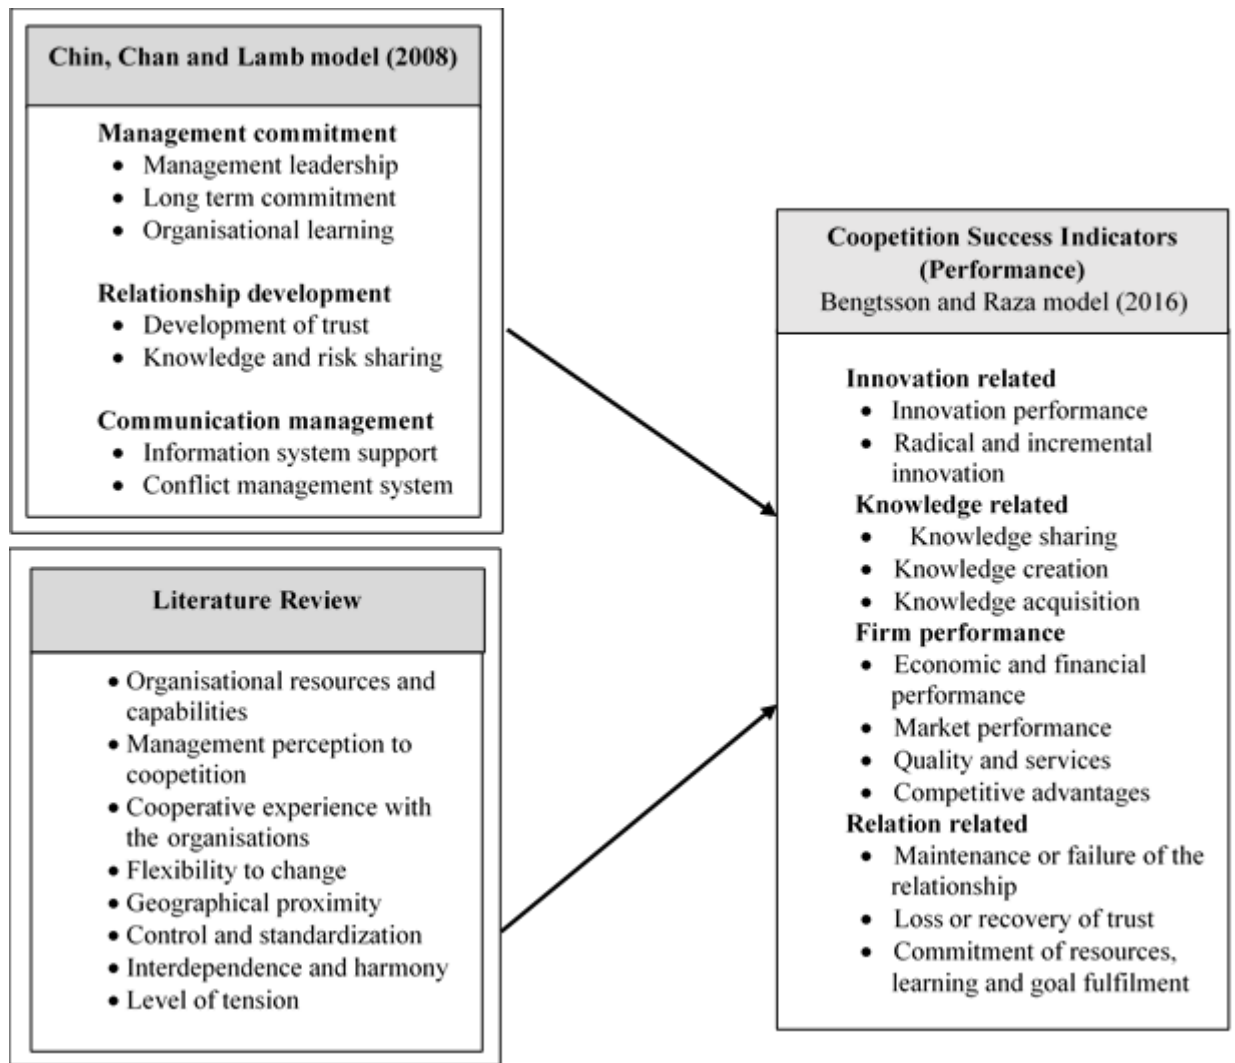 Chin, Chan and Lamb model (2008)
Management commitment
• Management leadership
• Long term commitment
• Organisational learning
Relationship development
• Development of trust
• Knowledge and risk sharing
Communication management
• Information system support
• Conflict management system
Literature Review
• Organisational resources and
capabilities
• Management perception to
coopetition
• Cooperative experience with
the organisations
• Flexibility to change
• Geographical proximity
• Control and standardization
• Interdependence and harmony
• Level of tension
Coopetition Success Indicators
(Performance)
Bengtsson and Raza model (2016)
Innovation related
• Innovation performance
• Radical and incremental
innovation
Knowledge related
• Knowledge sharing
• Knowledge creation
• Knowledge acquisition
Firm performance
• Economic and financial
performance
• Market performance
• Quality and services
• Competitive advantages
Relation related
• Maintenance or failure of the
relationship
• Loss or recovery of trust
• Commitment of resources,
learning and goal fulfilment